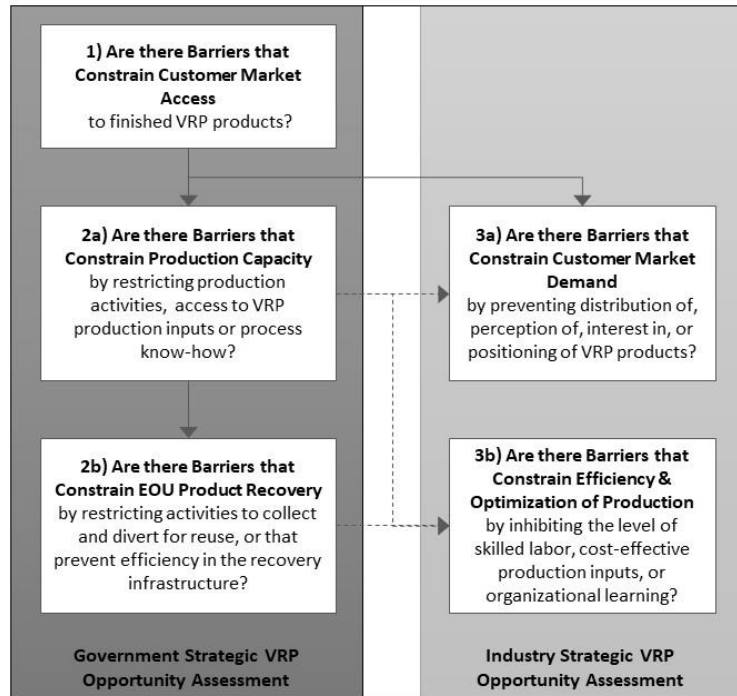 1) Are there Barriers that
Constrain Customer Market
Access
to finished VRP products?
2a) Are there Barriers that
Constrain Production Capacity
by restricting production
activities, access to VRP
production inputs or process
know-how?
3a) Are there Barriers that
Constrain Customer Market
Demand
by preventing distribution of,
perception of, interest in, or
positioning of VRP products?
2b) Are there Barriers that
Constrain EOU Product Recovery
by restricting activities to collect
and divert for reuse, or that
prevent efficiency in the recovery
infrastructure?
3b) Are there Barriers that
Constrain Efficiency &
Optimization of Production
by inhibiting the level of
skilled labor, cost-effective
production inputs, or
organizational learning?
Government Strategic VRP
Opportunity Assessment
Industry Strategic VRP
Opportunity Assessment